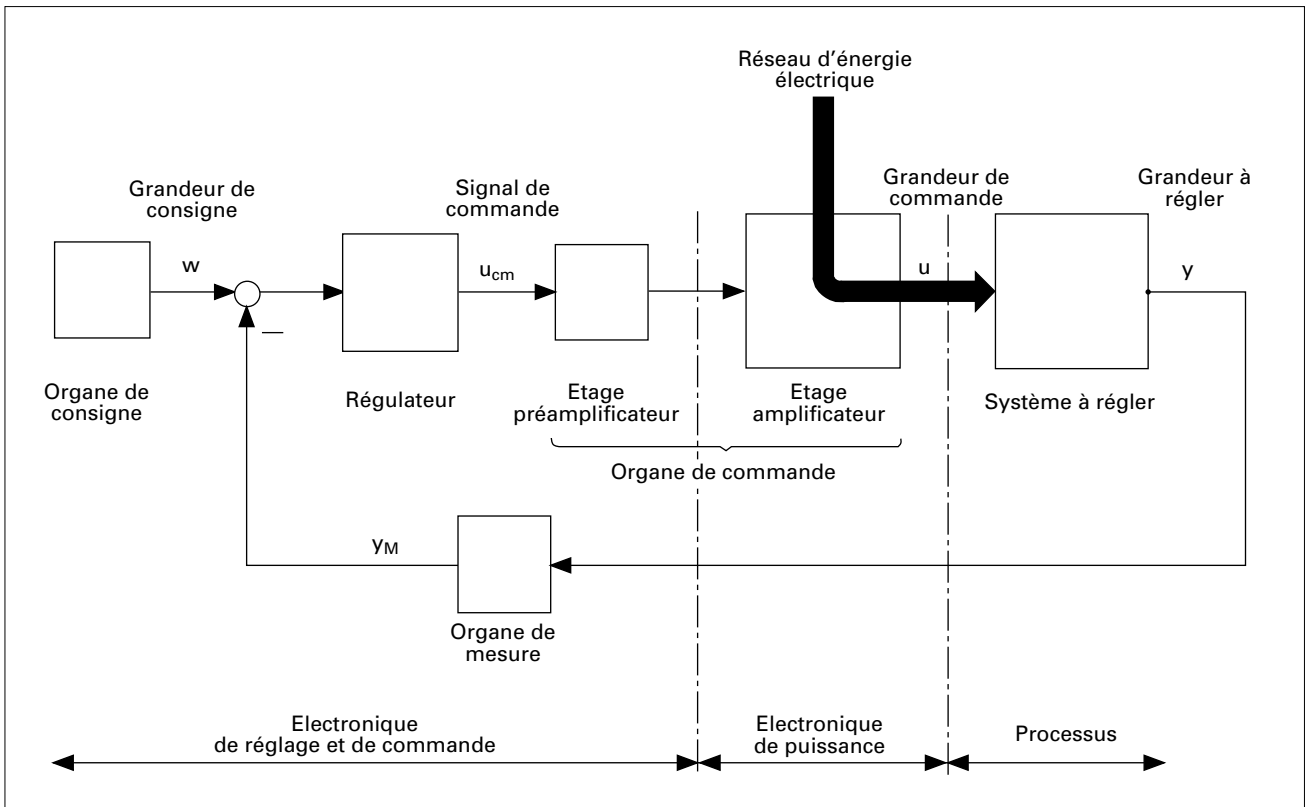 Réseau d'énergie
électrique
Grandeur de
consigne
Signal de
commande
Grandeur de
commande
Grandeur à
régler
w
u_cm
u
y
—
Organe de
consigne
Régulateur
Etage
préamplificateur
Etage
amplificateur
Système à régler
Organe de commande
y_M
Organe de
mesure
Electronique
de réglage et de commande
Electronique
de puissance
Processus